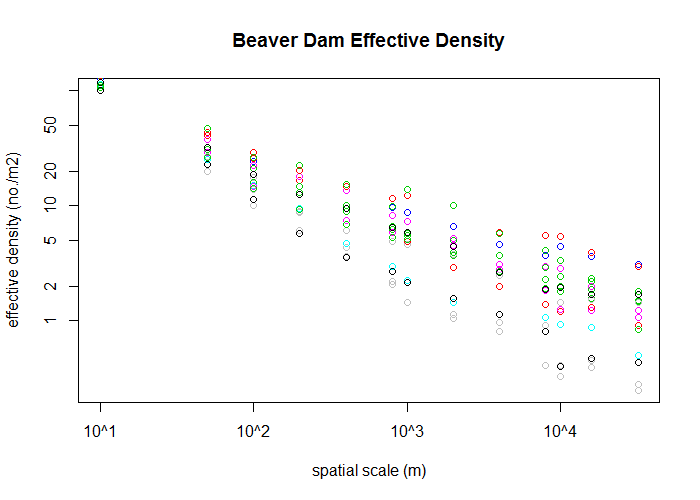 Beaver Dam Effective Density
effective density (no./m2)
50
20
10
5
2
1
10^1 10^2 10^3 10^4
spatial scale (m)